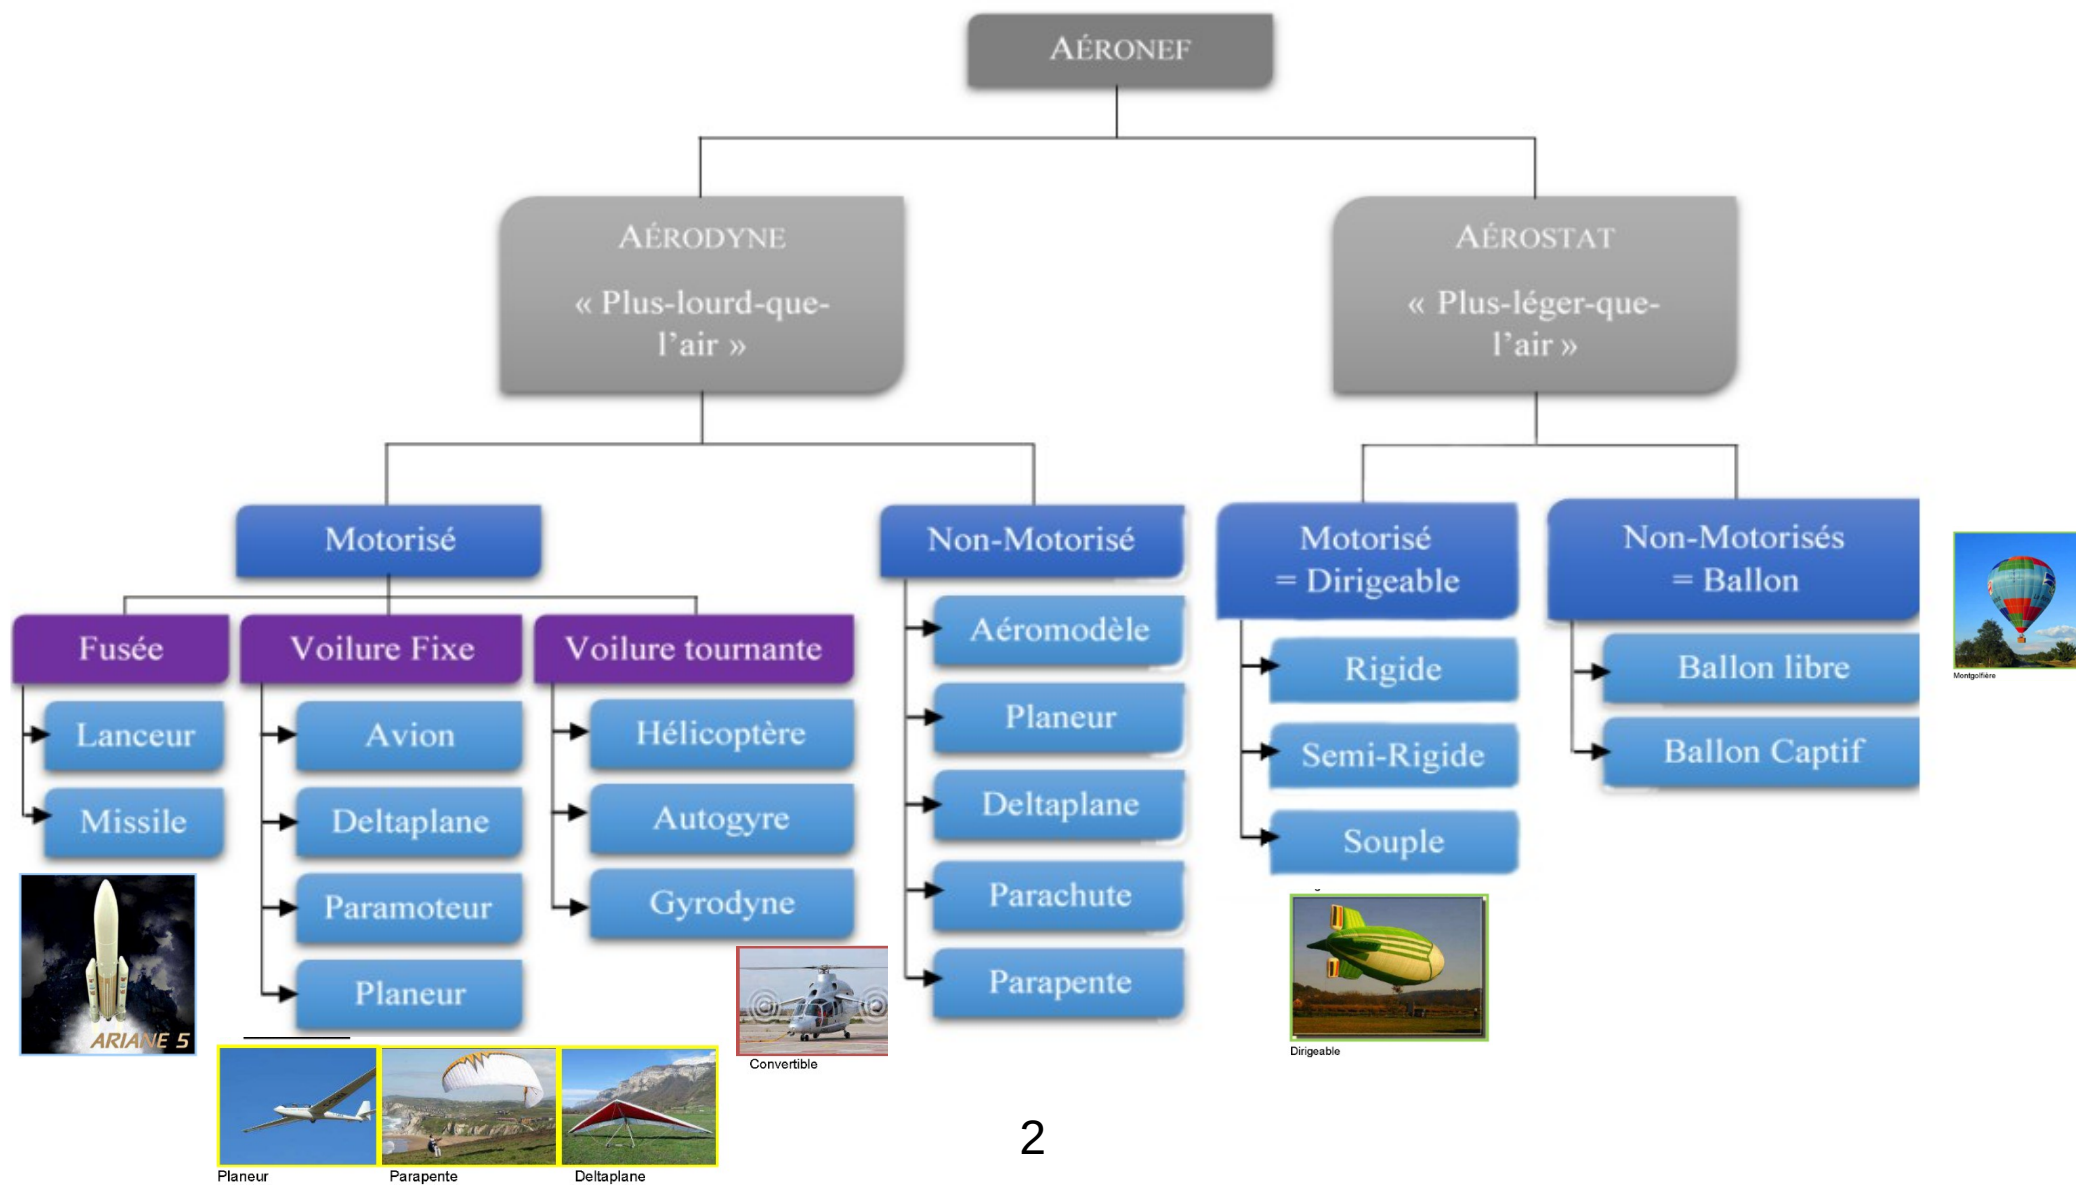 AÉRONEF
AÉRODYNE
« Plus-lourd-que-
l’air »
AÉROSTAT
« Plus-léger-que-
l’air »
Motorisé
Non-Motorisé
Motorisé
= Dirigeable
Non-Motorisés
= Ballon
Fusée
Lanceur
Missile
Voilure Fixe
Avion
Deltaplane
Paramoteur
Planeur
Voilure tournante
Hélicoptère
Autogyre
Gyrodyne
Aéromodèle
Planeur
Deltaplane
Parachute
Parapente
Rigide
Semi-Rigide
Souple
Ballon libre
Ballon Captif
Montgolfière
ARIANE 5
Convertible
Dirigeable
Planeur
Parapente
Deltaplane
2